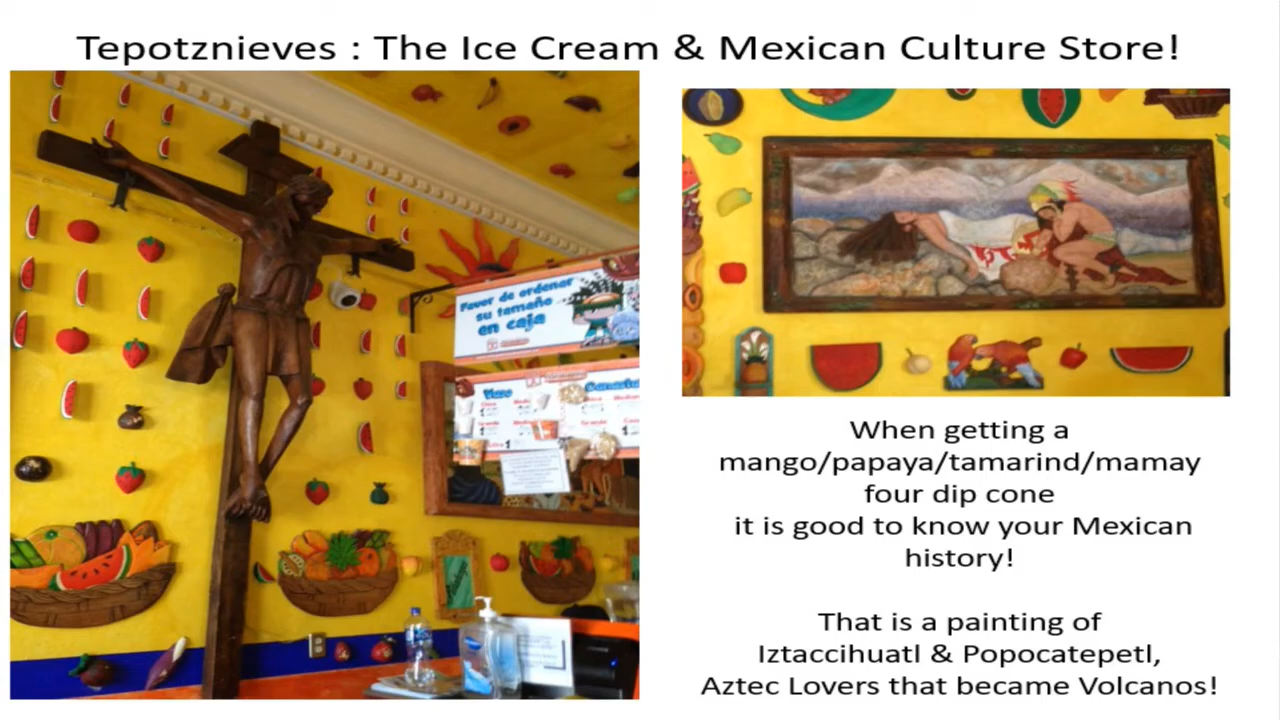 Tepotznieves : The Ice Cream & Mexican Culture Store!
Favor de ordenar
su tamaño
en caja
Vaso
When getting a
mango/papaya/tamarind/mamay
four dip cone
it is good to know your Mexican
history!
That is a painting of
Iztaccihuatl & Popocatepetl,
Aztec Lovers that became Volcanos!